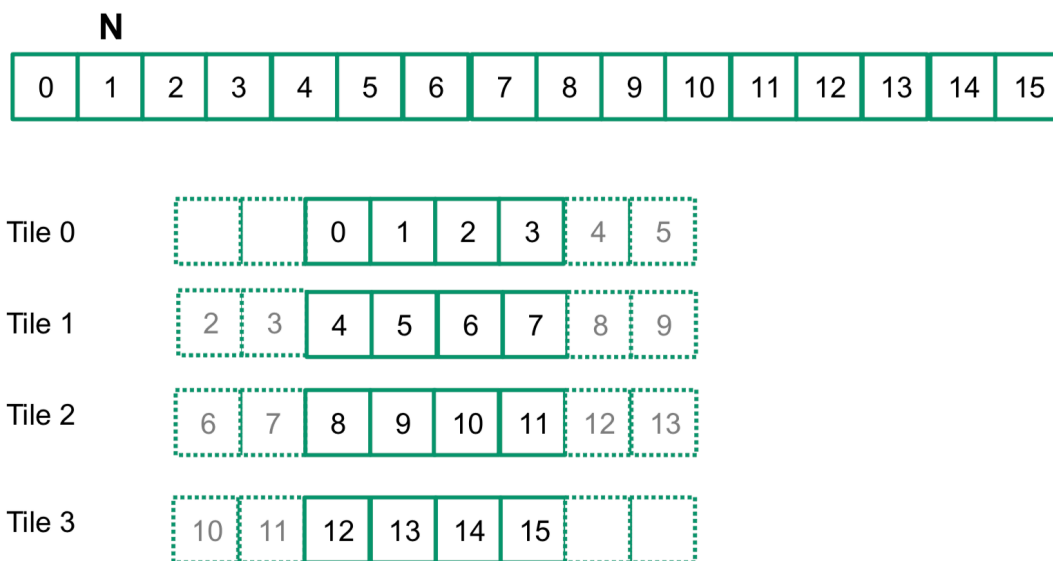 N
0 1 2 3 4 5 6 7 8 9 10 11 12 13 14 15
Tile 0 0 1 2 3 4 5
Tile 1 2 3 4 5 6 7 8 9
Tile 2 6 7 8 9 10 11 12 13
Tile 3 10 11 12 13 14 15